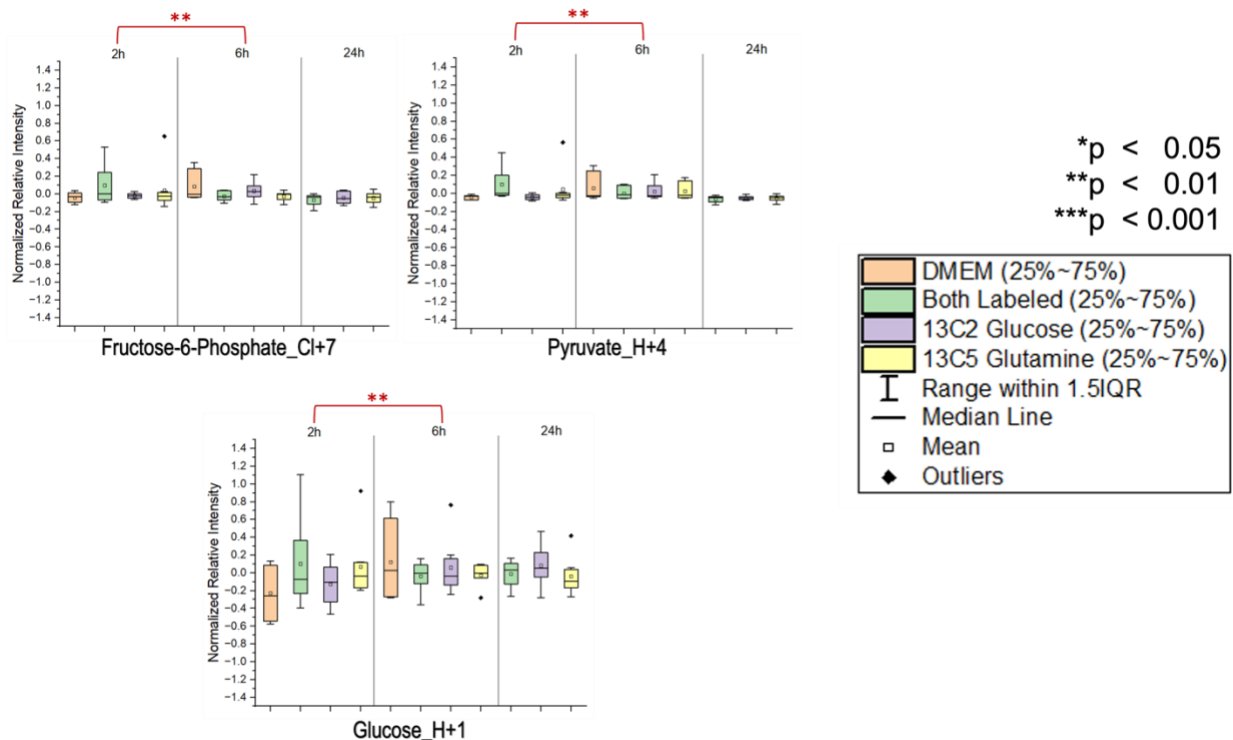 **
2h
6h
24h
1.4
1.2
1.0
0.8
0.6
0.4
0.2
0.0
−0.2
−0.4
−0.6
−0.8
−1.0
−1.2
−1.4
Normalized Relative Intensity
Fructose-6-Phosphate_Cl+7
**
2h
6h
24h
1.4
1.2
1.0
0.8
0.6
0.4
0.2
0.0
−0.2
−0.4
−0.6
−0.8
−1.0
−1.2
−1.4
Normalized Relative Intensity
Pyruvate_H+4
*p < 0.05
**p < 0.01
***p < 0.001
DMEM (25%~75%)
Both Labeled (25%~75%)
13C2 Glucose (25%~75%)
13C5 Glutamine (25%~75%)
Range within 1.5IQR
Median Line
Mean
Outliers
**
2h
6h
24h
1.4
1.2
1.0
0.8
0.6
0.4
0.2
0.0
−0.2
−0.4
−0.6
−0.8
−1.0
−1.2
−1.4
Normalized Relative Intensity
Glucose_H+1